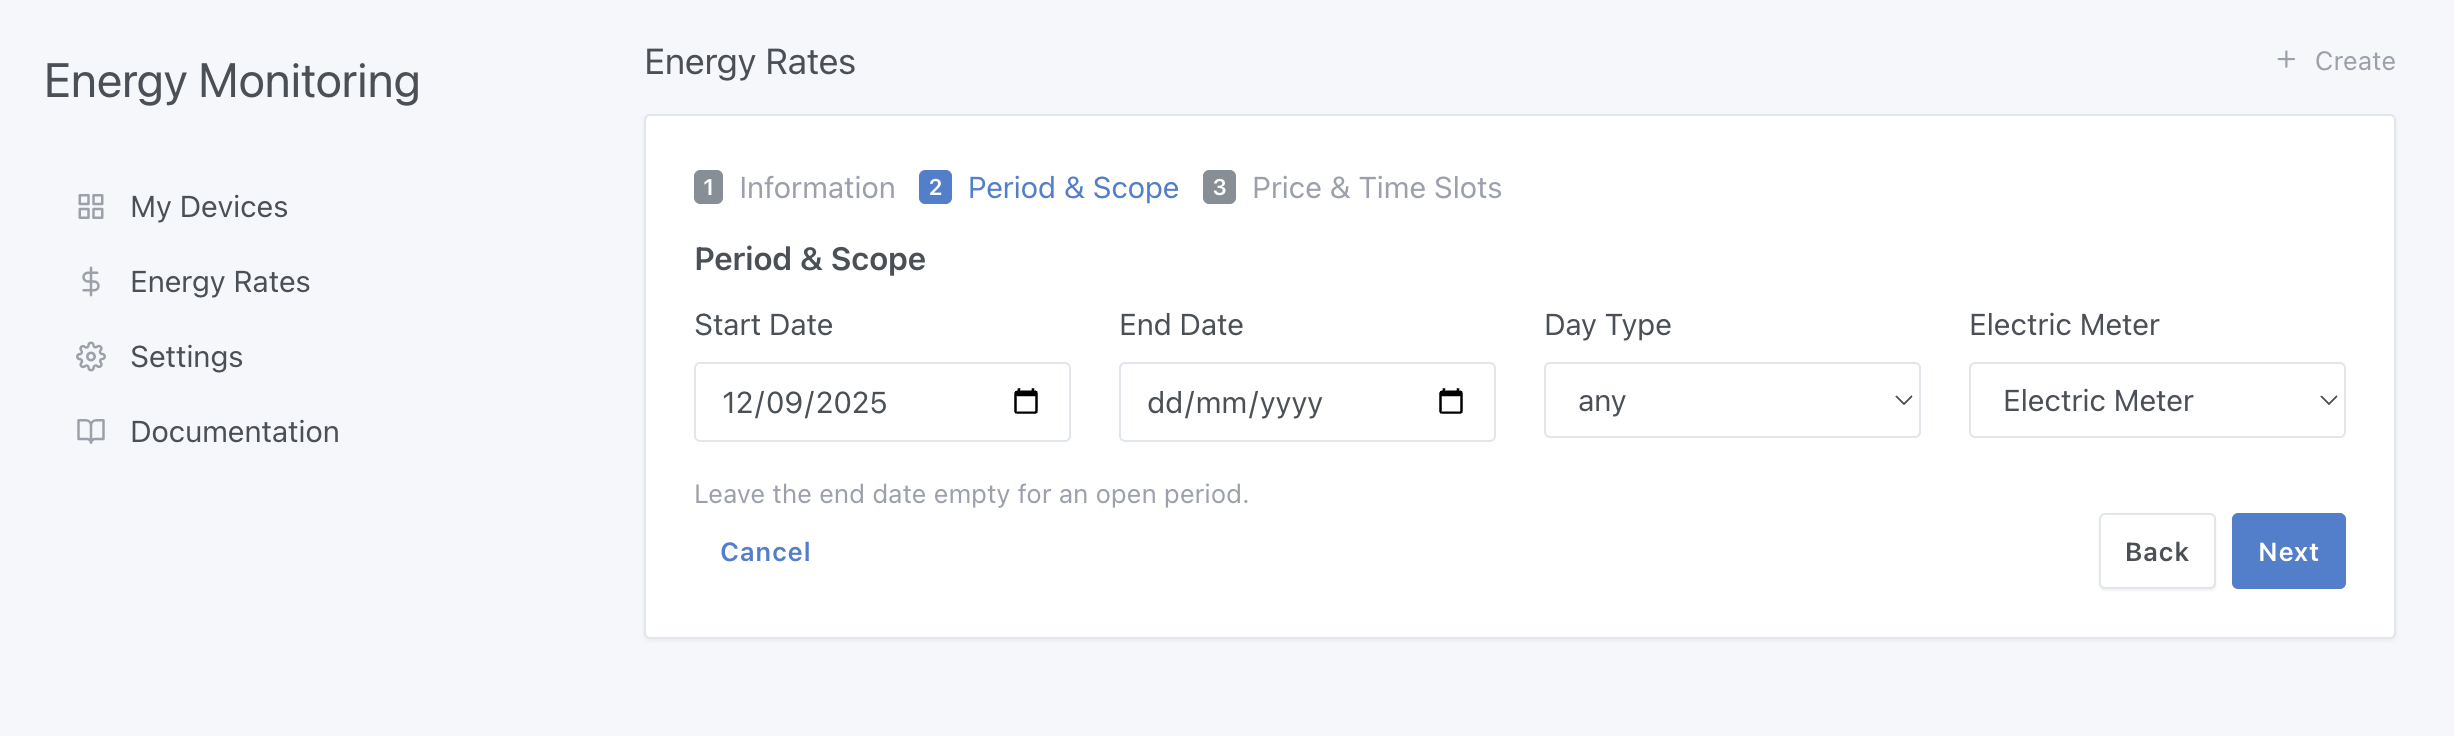 Energy Monitoring
My Devices
Energy Rates
Settings
Documentation
Energy Rates
+ Create
1 Information 2 Period & Scope 3 Price & Time Slots
Period & Scope
Start Date End Date Day Type Electric Meter
12/09/2025 dd/mm/yyyy any Electric Meter
Leave the end date empty for an open period.
Cancel Back Next